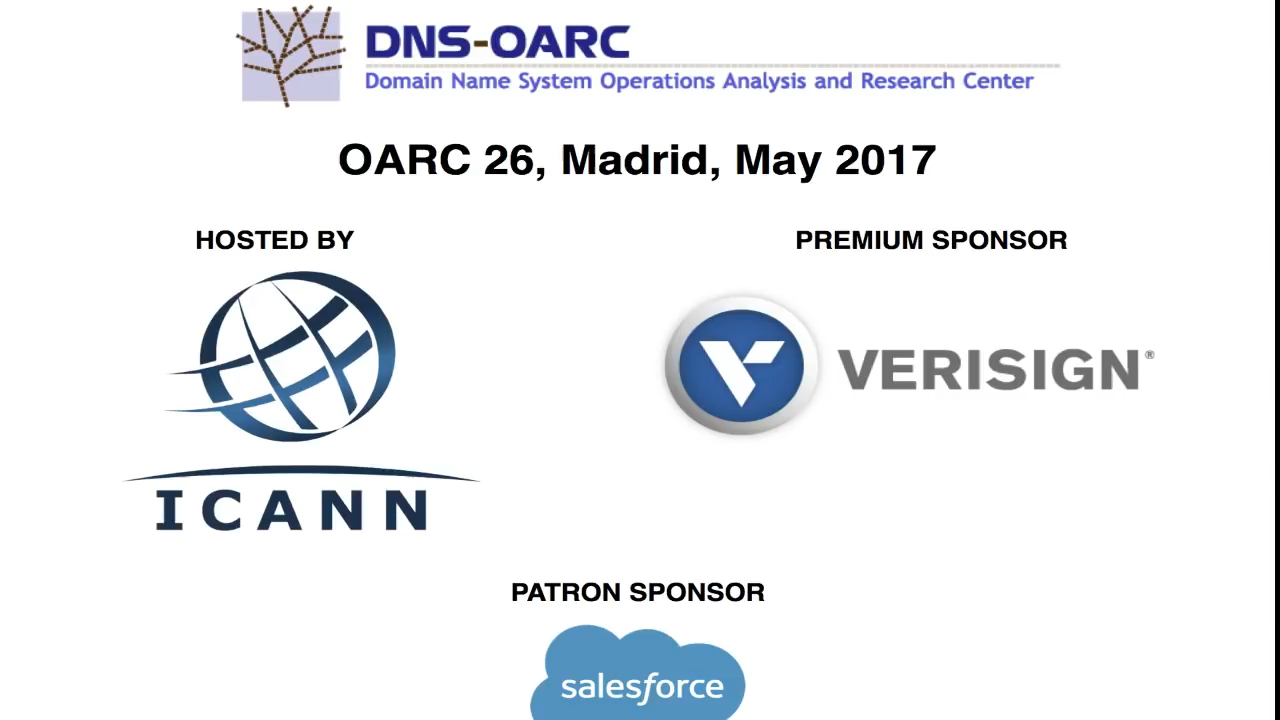 DNS-OARC
Domain Name System Operations Analysis and Research Center
OARC 26, Madrid, May 2017
HOSTED BY
PREMIUM SPONSOR
VERISIGN®
ICANN
PATRON SPONSOR
salesforce